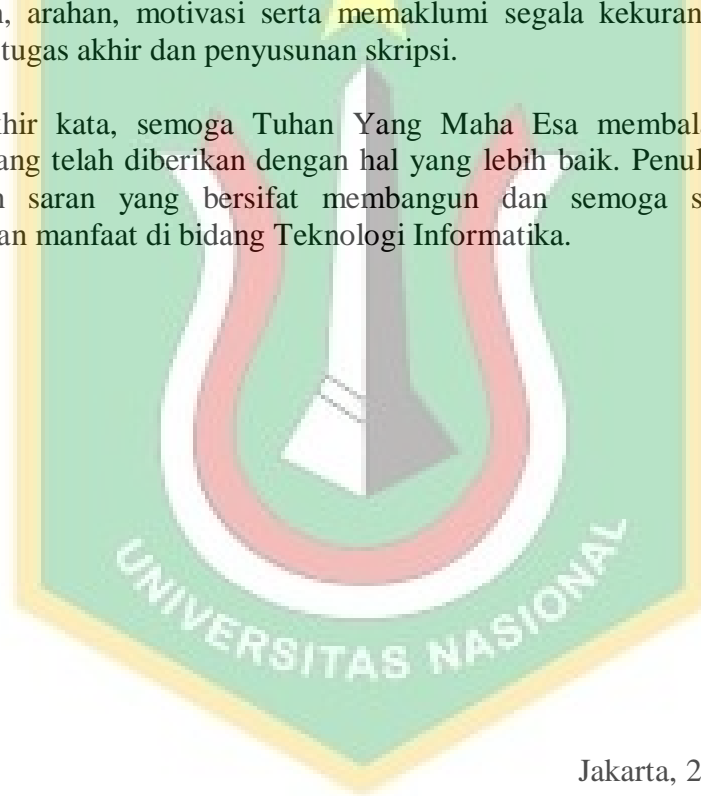 , arahan, motivasi serta memaklumi segala kekuran
tugas akhir dan penyusunan skripsi.
hir kata, semoga Tuhan Yang Maha Esa membala
ang telah diberikan dengan hal yang lebih baik. Penul
saran yang bersifat membangun dan semoga s
an manfaat di bidang Teknologi Informatika.
UNIVERSITAS NASIONAL
Jakarta, 2